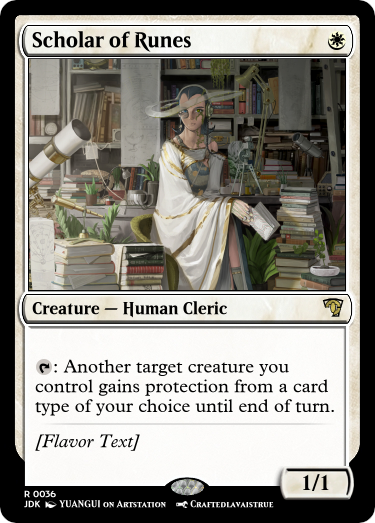 Scholar of Runes
Creature — Human Cleric
: Another target creature you
control gains protection from a card
type of your choice until end of turn.
[Flavor Text]
1/1
R 0036
JDK YUANGUI on Artstation Craftedlavaistrue